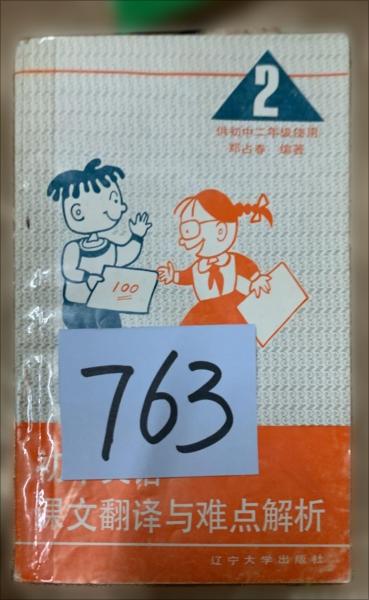 2
供初中二年级使用
郑占春 编著
100
763
课文翻译与难点解析
辽宁大学出版社